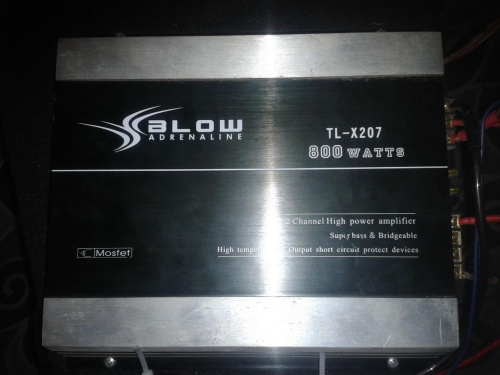 BLOW
ADRENALINE
TL-X207
800 WATTS
2 Channel High power amplifier
Super bass & Bridgeable
High Output short circuit protect devices
Mosfet